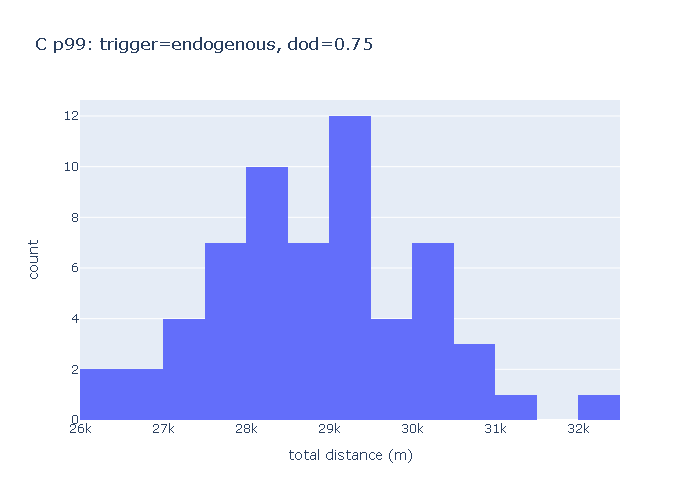 C p99: trigger=endogenous, dod=0.75
12
10
8
6
4
2
0
count
26k
27k
28k
29k
30k
31k
32k
total distance (m)